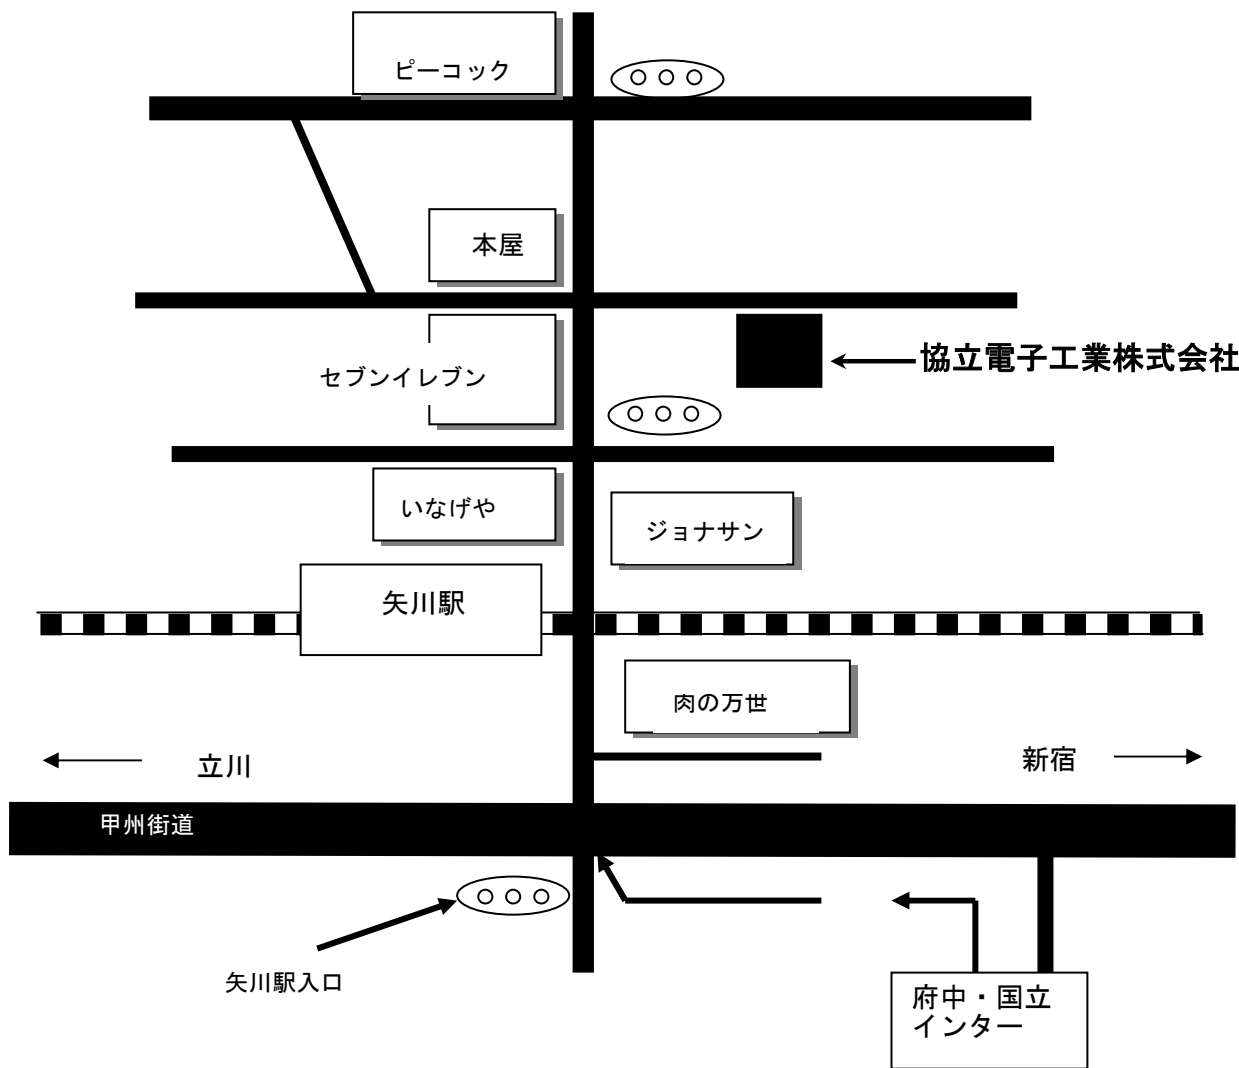 ピーコック
本屋
協立電子工業株式会社
セブンイレブン
いなげや
ジョナサン
矢川駅
肉の万世
立川
新宿
甲州街道
矢川駅入口
府中・国立
インター